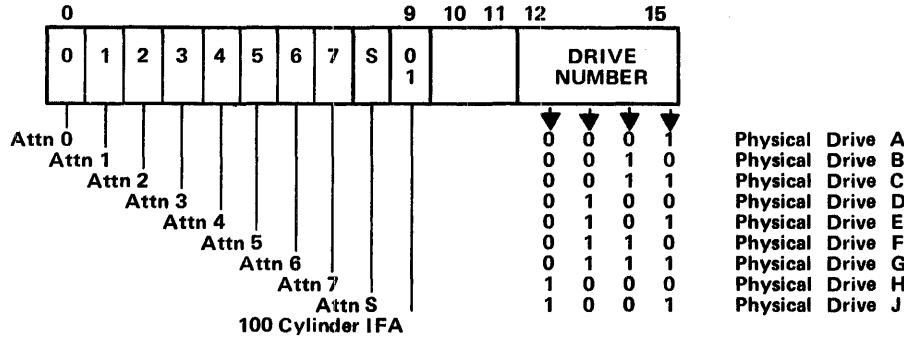 0 9 10 11 12 15
0 1 2 3 4 5 6 7 S 0 DRIVE
1 NUMBER
Attn 0 0 0 0 1 Physical Drive A
Attn 1 0 0 1 0 Physical Drive B
Attn 2 0 0 1 1 Physical Drive C
Attn 3 0 1 0 0 Physical Drive D
Attn 4 0 1 0 1 Physical Drive E
Attn 5 0 1 1 0 Physical Drive F
Attn 6 0 1 1 1 Physical Drive G
Attn 7 1 0 0 0 Physical Drive H
Attn S 1 0 0 1 Physical Drive J
100 Cylinder IFA